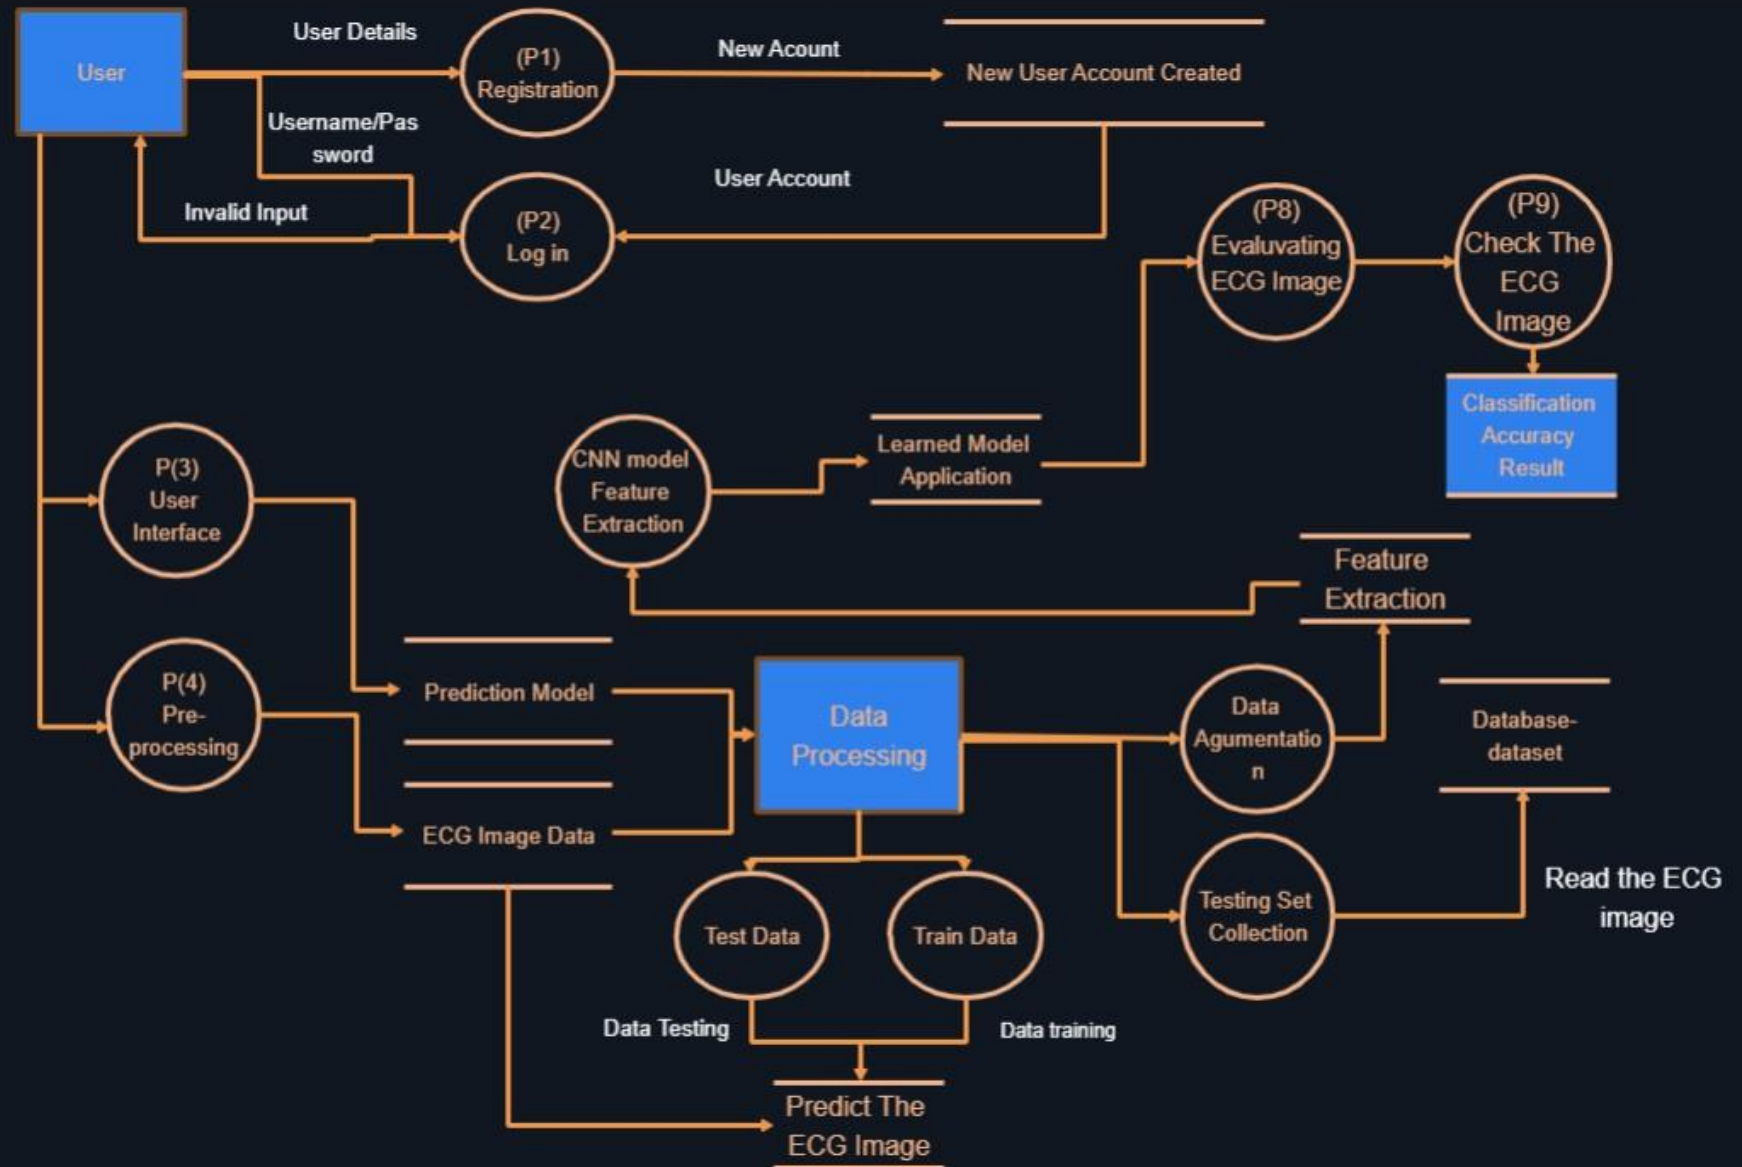 User
User Details
(P1)
Registration
New Acount
New User Account Created
Username/Pas
sword
Invalid Input
(P2)
Log in
User Account
(P8)
Evaluvating
ECG Image
(P9)
Check The
ECG
Image
Classification
Accuracy
Result
P(3)
User
Interface
CNN model
Feature
Extraction
Learned Model
Application
Feature
Extraction
P(4)
Pre-
processing
Prediction Model
ECG Image Data
Data
Processing
Data
Agumentatio
n
Database-
dataset
Testing Set
Collection
Read the ECG
image
Test Data
Train Data
Data Testing
Data training
Predict The
ECG Image